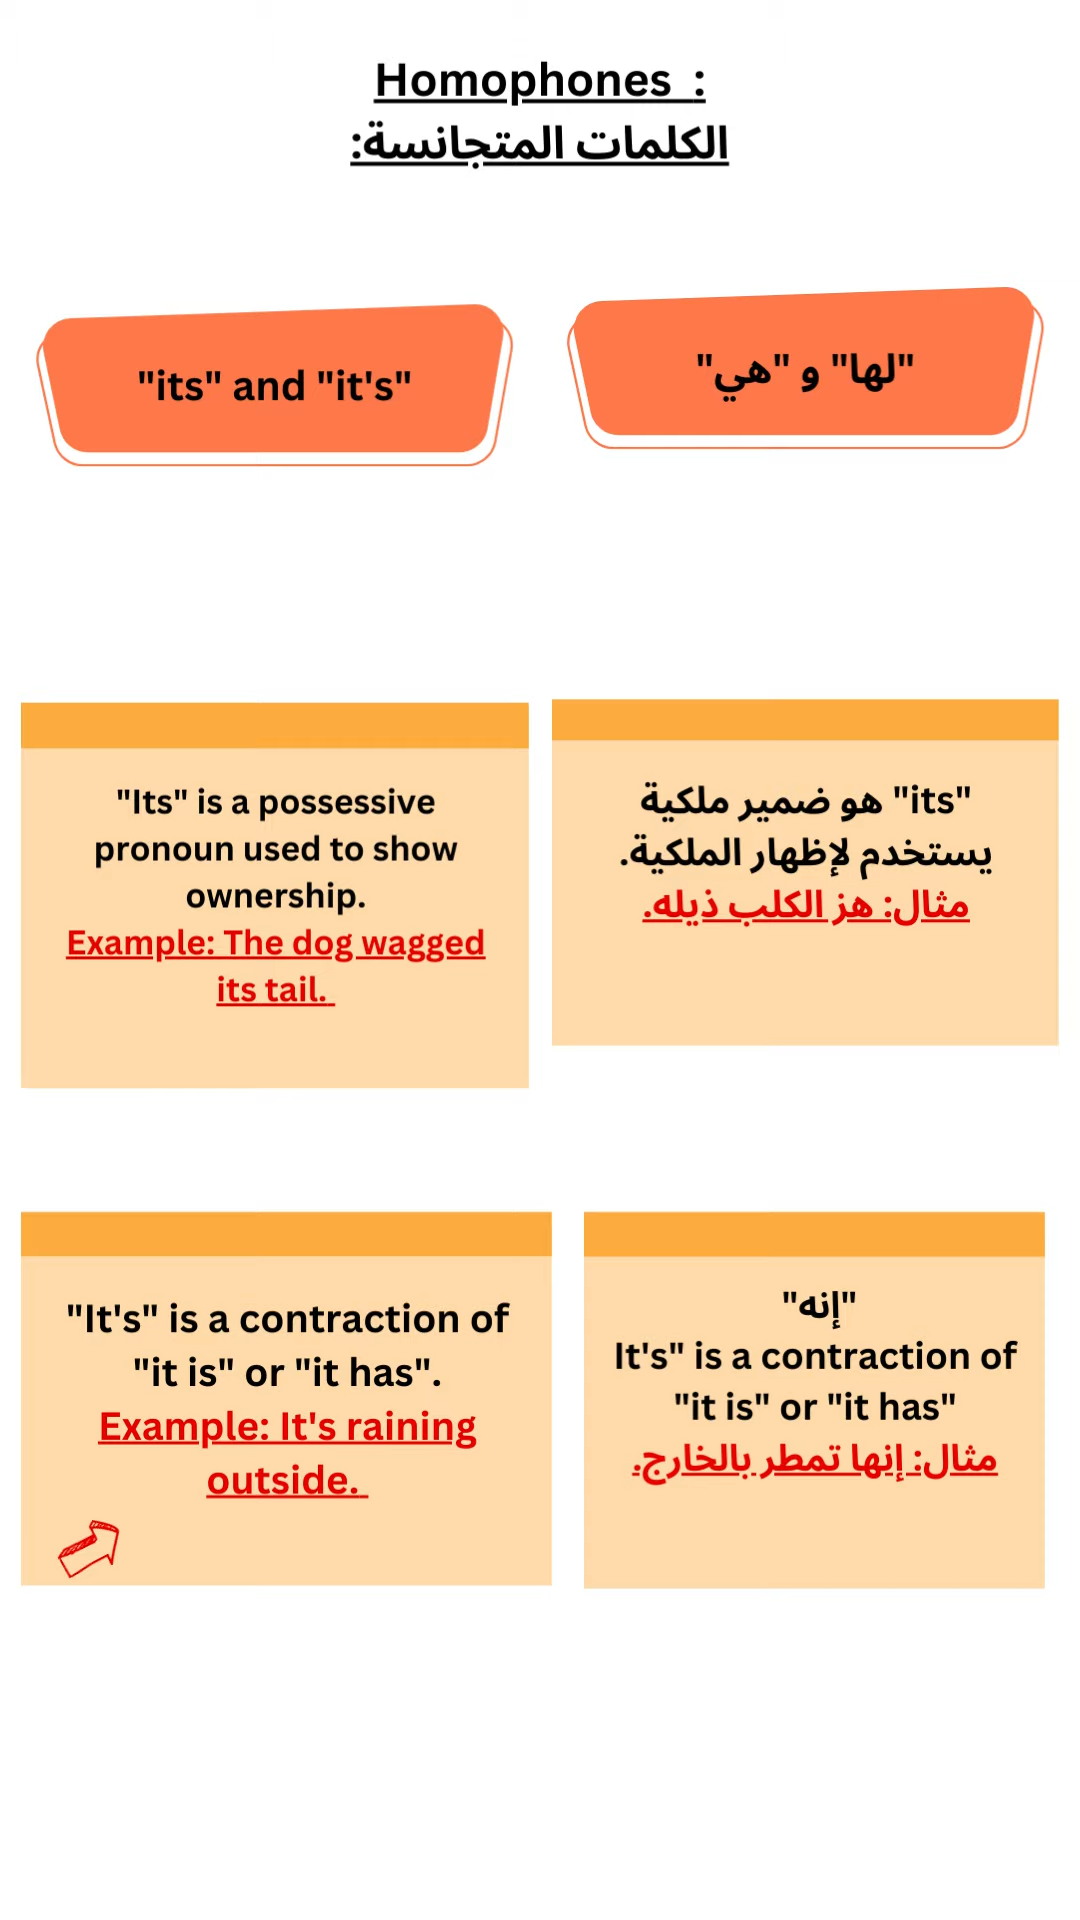 Homophones :
الكلمات المتجانسة:
"its" and "it's"
"لها" و "هي"
"Its" is a possessive
pronoun used to show
ownership.
Example: The dog wagged
its tail.
"its" هو ضمير ملكية
يستخدم لإظهار الملكية.
مثال: هز الكلب ذيله.
"It's" is a contraction of
"it is" or "it has".
Example: It's raining
outside.
"إنه"
It's" is a contraction of
"it is" or "it has"
مثال: إنها تمطر بالخارج.